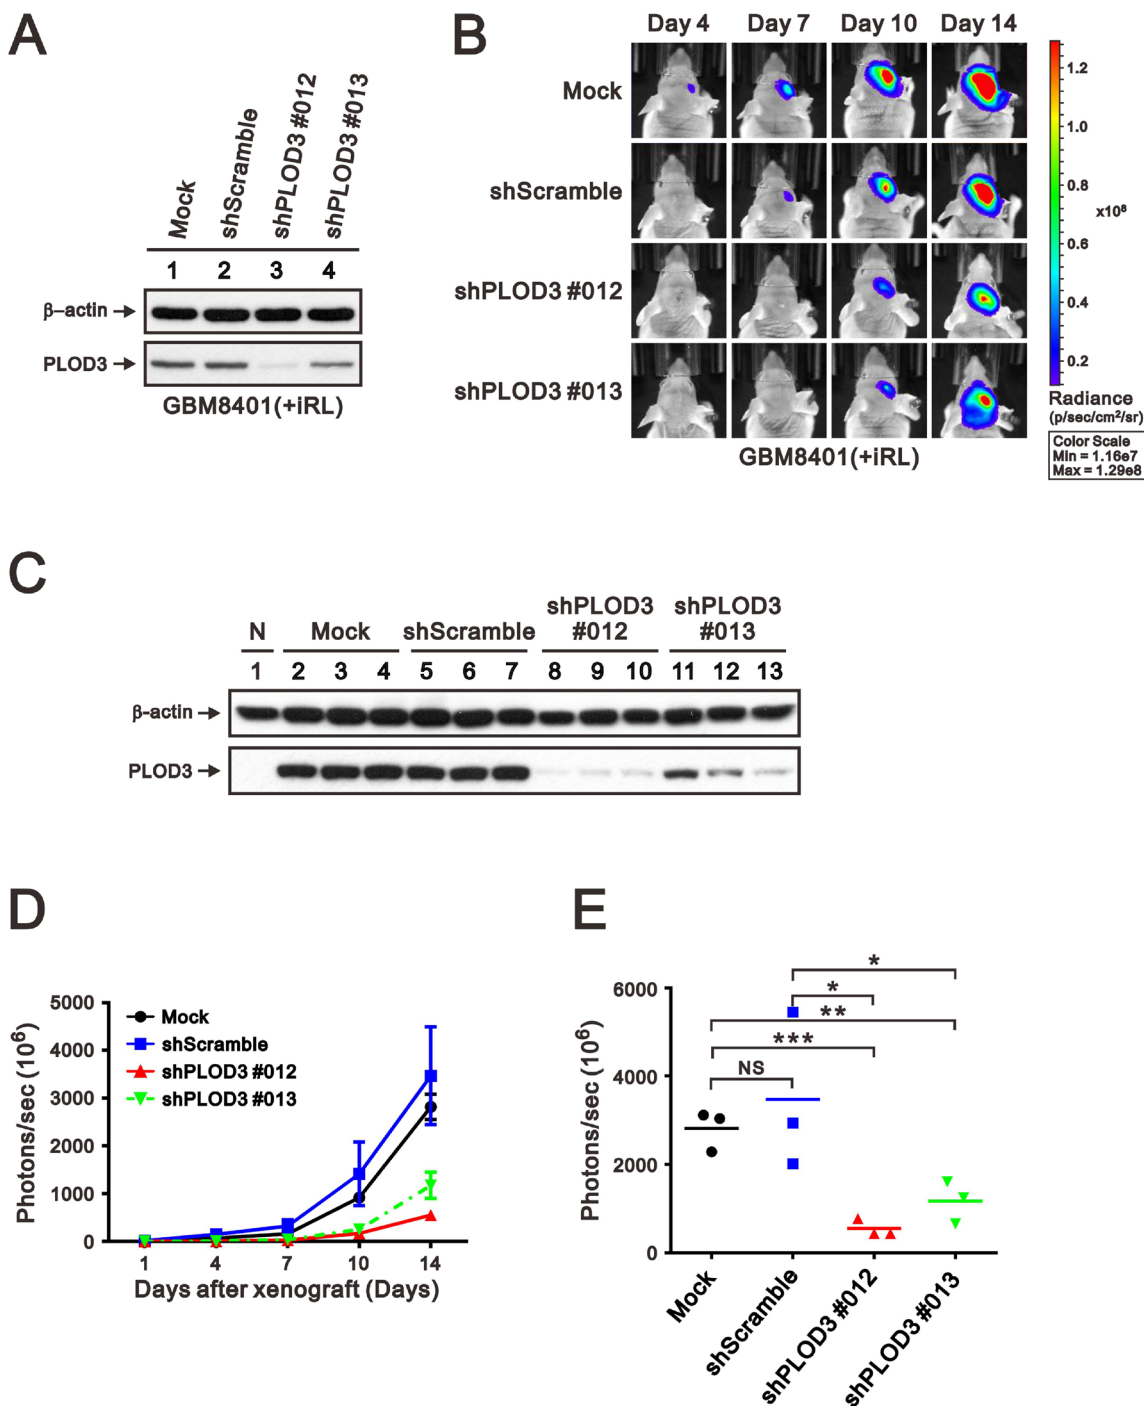 A
Mock
shScramble
shPLOD3 #012
shPLOD3 #013
1 2 3 4
β–actin
PLOD3
GBM8401(+iRL)
B
Day 4 Day 7 Day 10 Day 14
Mock
shScramble
shPLOD3 #012
shPLOD3 #013
GBM8401(+iRL)
1.2
1.0
0.8
x10⁸
0.6
0.4
0.2
Radiance
(p/sec/cm²/sr)
Color Scale
Min = 1.16e7
Max = 1.29e8
C
N Mock shScramble shPLOD3 #012 shPLOD3 #013
1 2 3 4 5 6 7 8 9 10 11 12 13
β-actin
PLOD3
D
Photons/sec (10⁶)
5000
4000
3000
2000
1000
0
Mock
shScramble
shPLOD3 #012
shPLOD3 #013
1 4 7 10 14
Days after xenograft (Days)
E
Photons/sec (10⁶)
6000
4000
2000
0
*
*
**
***
NS
Mock
shScramble
shPLOD3 #012
shPLOD3 #013